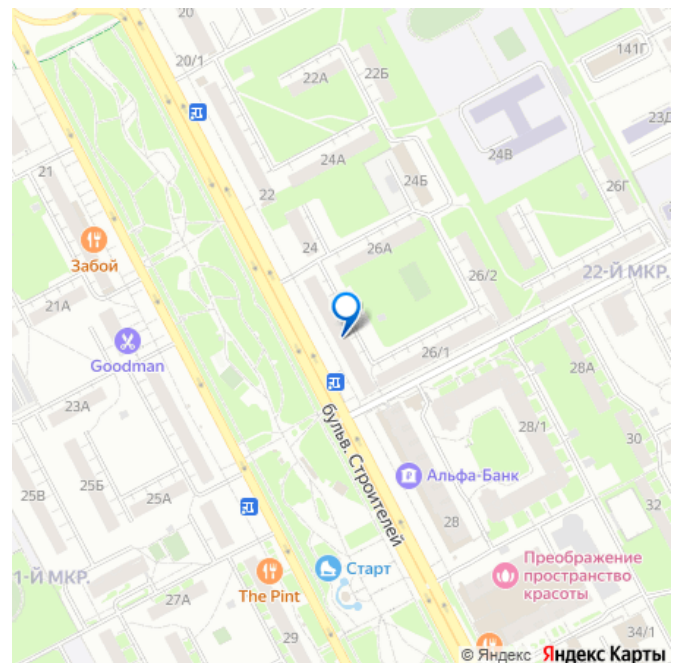 20
20/1
141Г
22А
22Б
23Д
24А
24В
21
24Б
22
26Г
24
26А
Забой
26/2
22-Й МКР.
21А
Goodman
26/1
28А
23А
бульв. Строителей
28/1
30
25Б
25В
25А
Альфа-Банк
32
28
1-Й МКР.
Старт
Преображение
пространство
красоты
The Pint
27А
29
34/1
© Яндекс Яндекс Карты